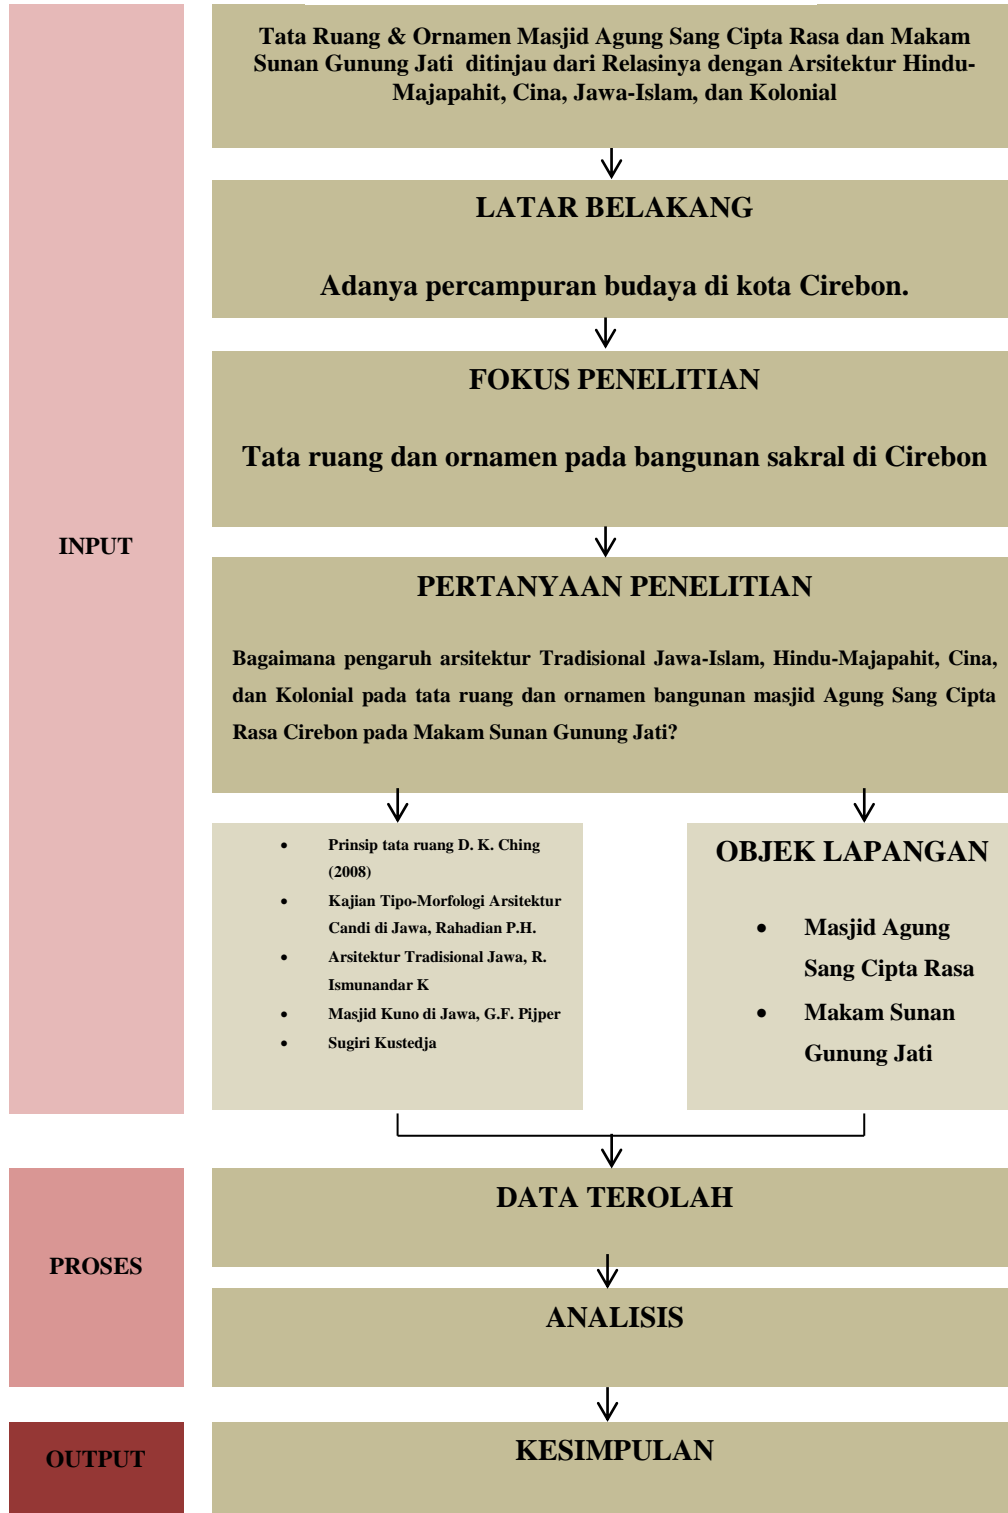 Tata Ruang & Ornamen Masjid Agung Sang Cipta Rasa dan Makam
Sunan Gunung Jati ditinjau dari Relasinya dengan Arsitektur Hindu-
Majapahit, Cina, Jawa-Islam, dan Kolonial
LATAR BELAKANG
Adanya percampuran budaya di kota Cirebon.
FOKUS PENELITIAN
Tata ruang dan ornamen pada bangunan sakral di Cirebon
INPUT
PERTANYAAN PENELITIAN
Bagaimana pengaruh arsitektur Tradisional Jawa-Islam, Hindu-Majapahit, Cina,
dan Kolonial pada tata ruang dan ornamen bangunan masjid Agung Sang Cipta
Rasa Cirebon pada Makam Sunan Gunung Jati?
• Prinsip tata ruang D. K. Ching
(2008)
• Kajian Tipo-Morfologi Arsitektur
Candi di Jawa, Rahadian P.H.
• Arsitektur Tradisional Jawa, R.
Ismunandar K
• Masjid Kuno di Jawa, G.F. Pijper
• Sugiri Kustedja
OBJEK LAPANGAN
• Masjid Agung
Sang Cipta Rasa
• Makam Sunan
Gunung Jati
DATA TEROLAH
PROSES
ANALISIS
KESIMPULAN
OUTPUT